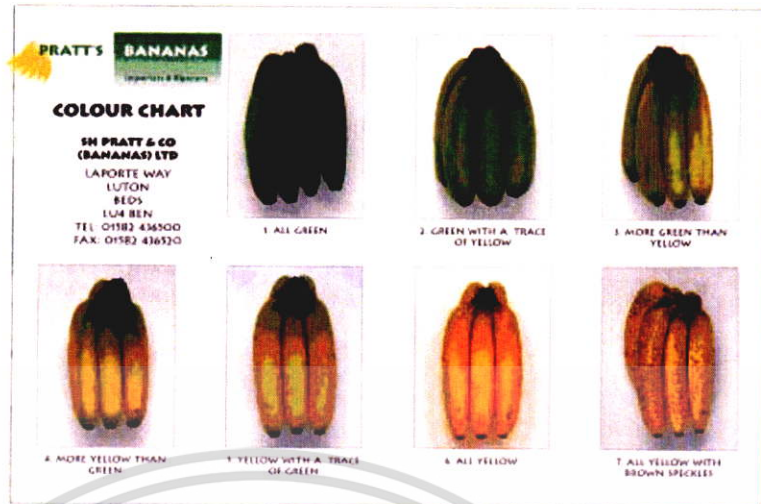 PRATT'S BANANAS
Importers & Ripeners
COLOUR CHART
SH PRATT & CO
(BANANAS) LTD
LAPORTE WAY
LUTON
BEDS
LU4 8EN
TEL: 01582 436500
FAX: 01582 436520
1. ALL GREEN
2. GREEN WITH A TRACE
OF YELLOW
3. MORE GREEN THAN
YELLOW
4. MORE YELLOW THAN
GREEN
5. YELLOW WITH A TRACE
OF GREEN
6. ALL YELLOW
7. ALL YELLOW WITH
BROWN SPECKLES